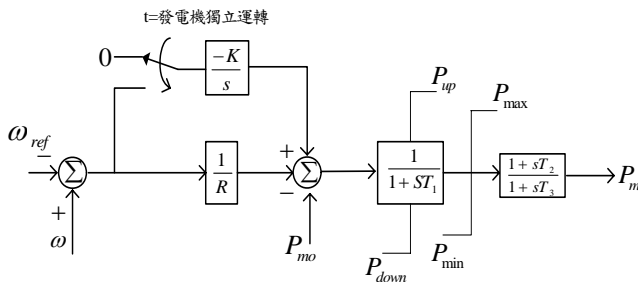 t=發電機獨立運轉
0
−K
s
P_up
P_max
ω_ref
−
Σ
+
ω
1
R
+
Σ
−
P_mo
1
1+ST_1
P_down
P_min
1+sT_2
1+sT_3
P_m